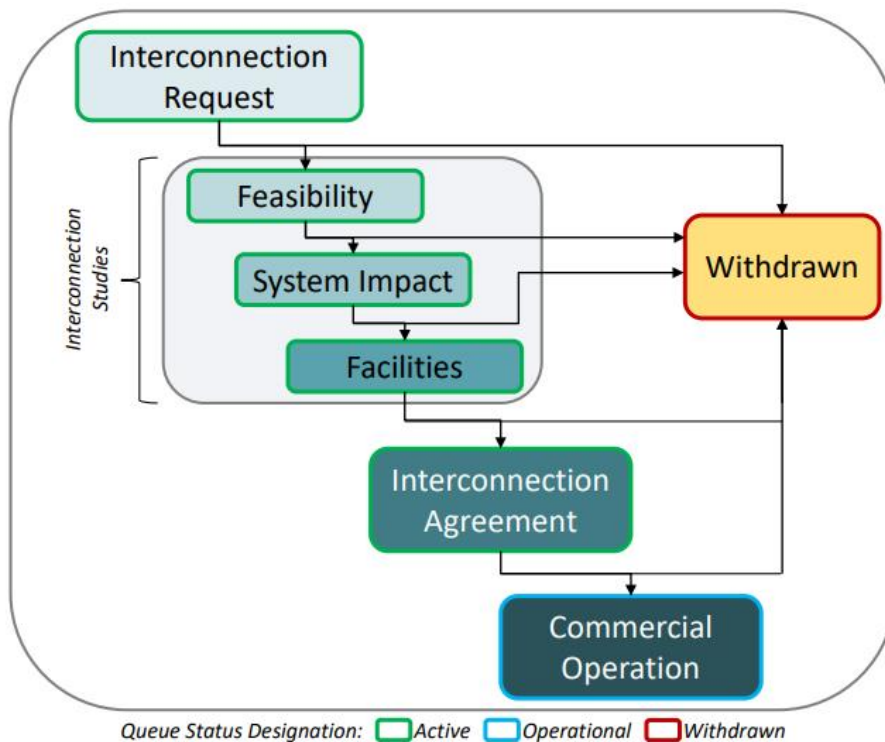 Interconnection
Request
Feasibility
System Impact
Facilities
Interconnection
Studies
Withdrawn
Interconnection
Agreement
Commercial
Operation
Queue Status Designation: Active Operational Withdrawn